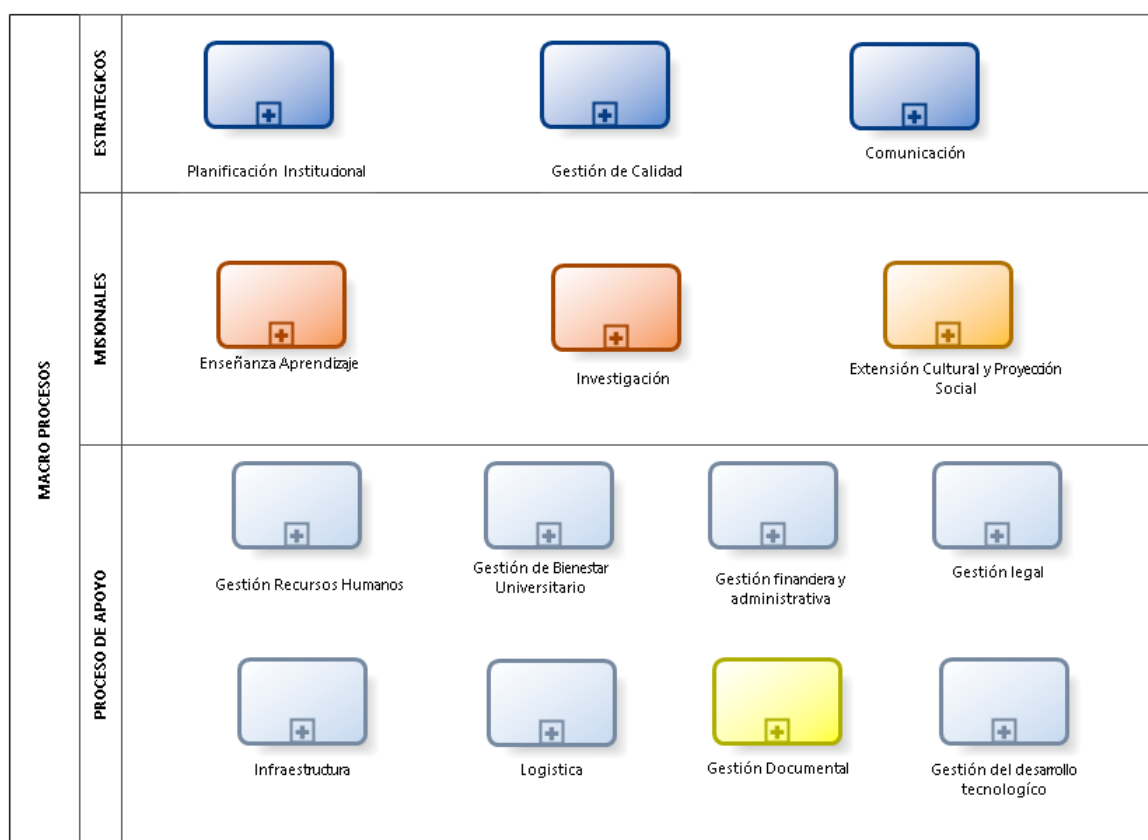 MACRO PROCESOS
ESTRATEGICOS
Planificación Institucional
Gestión de Calidad
Comunicación
MISIONALES
Enseñanza Aprendizaje
Investigación
Extensión Cultural y Proyección
Social
PROCESO DE APOYO
Gestión Recursos Humanos
Gestión de Bienestar
Universitario
Gestión financiera y
administrativa
Gestión legal
Infraestructura
Logistica
Gestión Documental
Gestión del desarrollo
tecnologíco